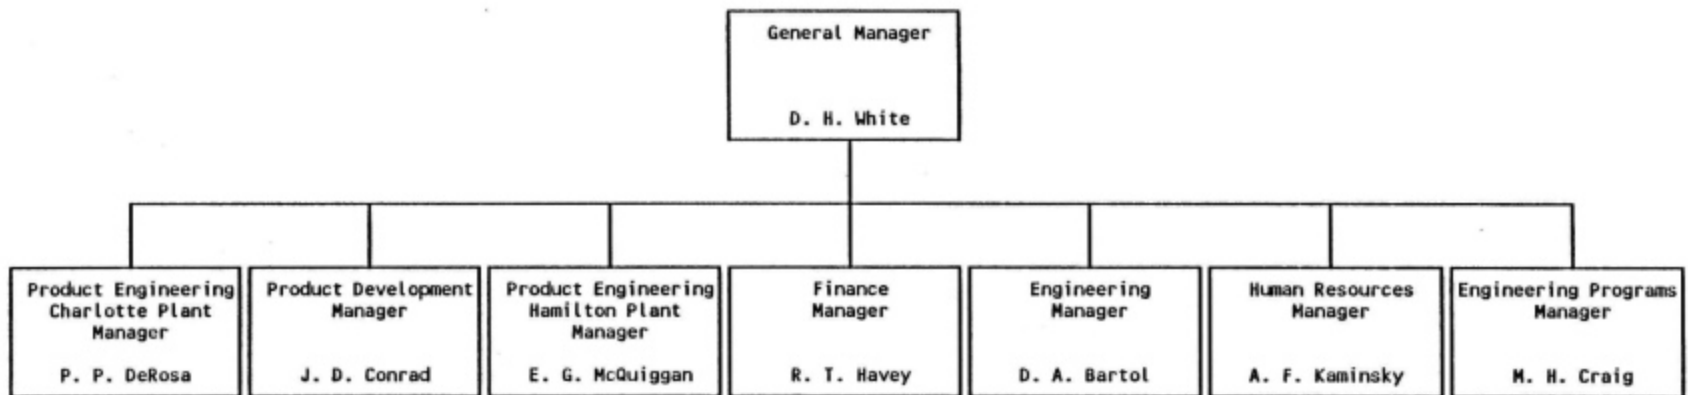 General Manager
D. H. White
Product Engineering
Charlotte Plant
Manager
P. P. DeRosa
Product Development
Manager
J. D. Conrad
Product Engineering
Hamilton Plant
Manager
E. G. McQuiggan
Finance
Manager
R. T. Havey
Engineering
Manager
D. A. Bartol
Human Resources
Manager
A. F. Kaminsky
Engineering Programs
Manager
M. H. Craig